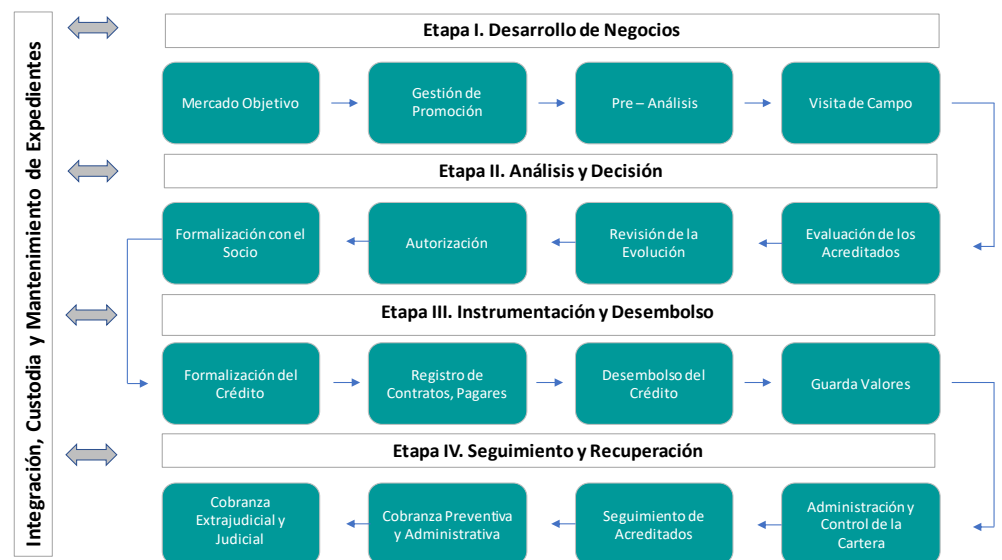 Integración, Custodia y Mantenimiento de Expedientes
Etapa I. Desarrollo de Negocios
Mercado Objetivo
Gestión de
Promoción
Pre – Análisis
Visita de Campo
Etapa II. Análisis y Decisión
Formalización con el
Socio
Autorización
Revisión de la
Evolución
Evaluación de los
Acreditados
Etapa III. Instrumentación y Desembolso
Formalización del
Crédito
Registro de
Contratos, Pagares
Desembolso del
Crédito
Guarda Valores
Etapa IV. Seguimiento y Recuperación
Cobranza
Extrajudicial y
Judicial
Cobranza Preventiva
y Administrativa
Seguimiento de
Acreditados
Administración y
Control de la
Cartera